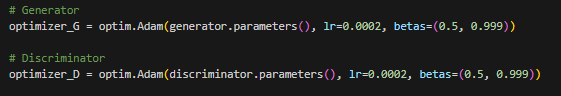 # Generator
optimizer_G = optim.Adam(generator.parameters(), lr=0.0002, betas=(0.5, 0.999))
# Discriminator
optimizer_D = optim.Adam(discriminator.parameters(), lr=0.0002, betas=(0.5, 0.999))